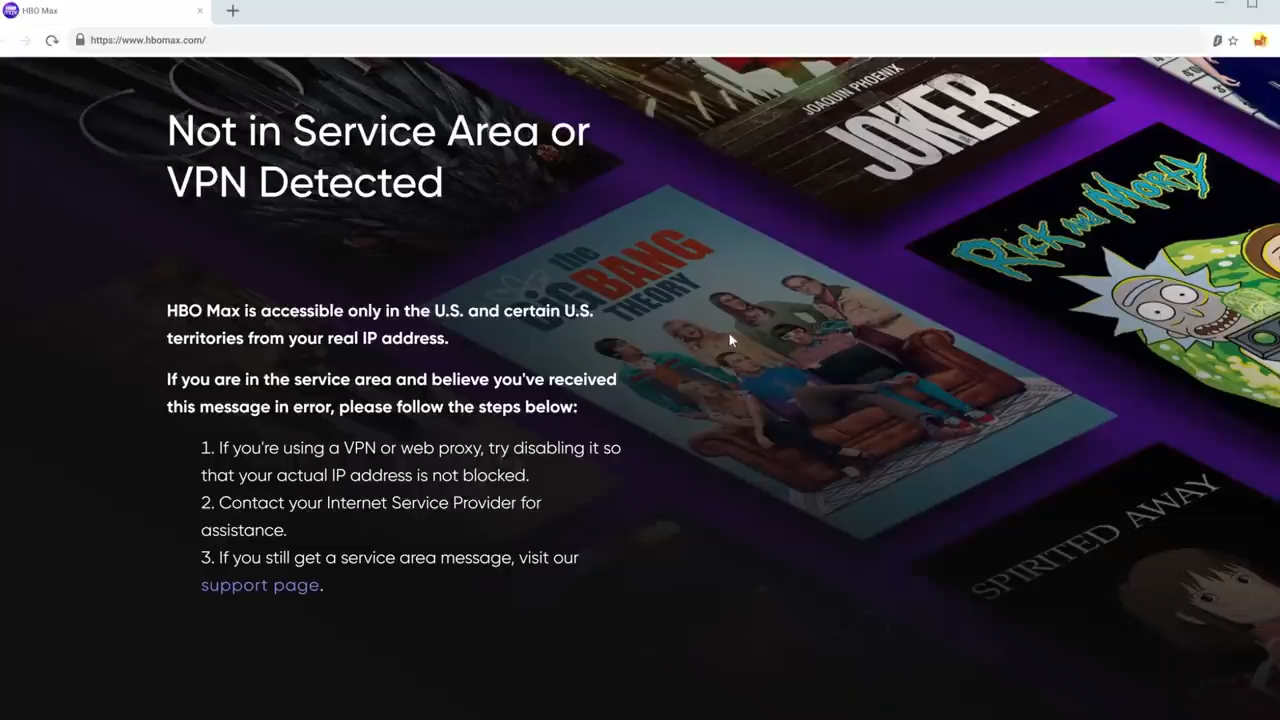 HBO Max
https://www.hbomax.com/
Not in Service Area or
VPN Detected
HBO Max is accessible only in the U.S. and certain U.S.
territories from your real IP address.
If you are in the service area and believe you've received
this message in error, please follow the steps below:
1. If you're using a VPN or web proxy, try disabling it so
that your actual IP address is not blocked.
2. Contact your Internet Service Provider for
assistance.
3. If you still get a service area message, visit our
support page.
JOAQUIN PHOENIX
JOKER
Rick and Morty
the
BIG BANG
THEORY
SPIRITED AWAY